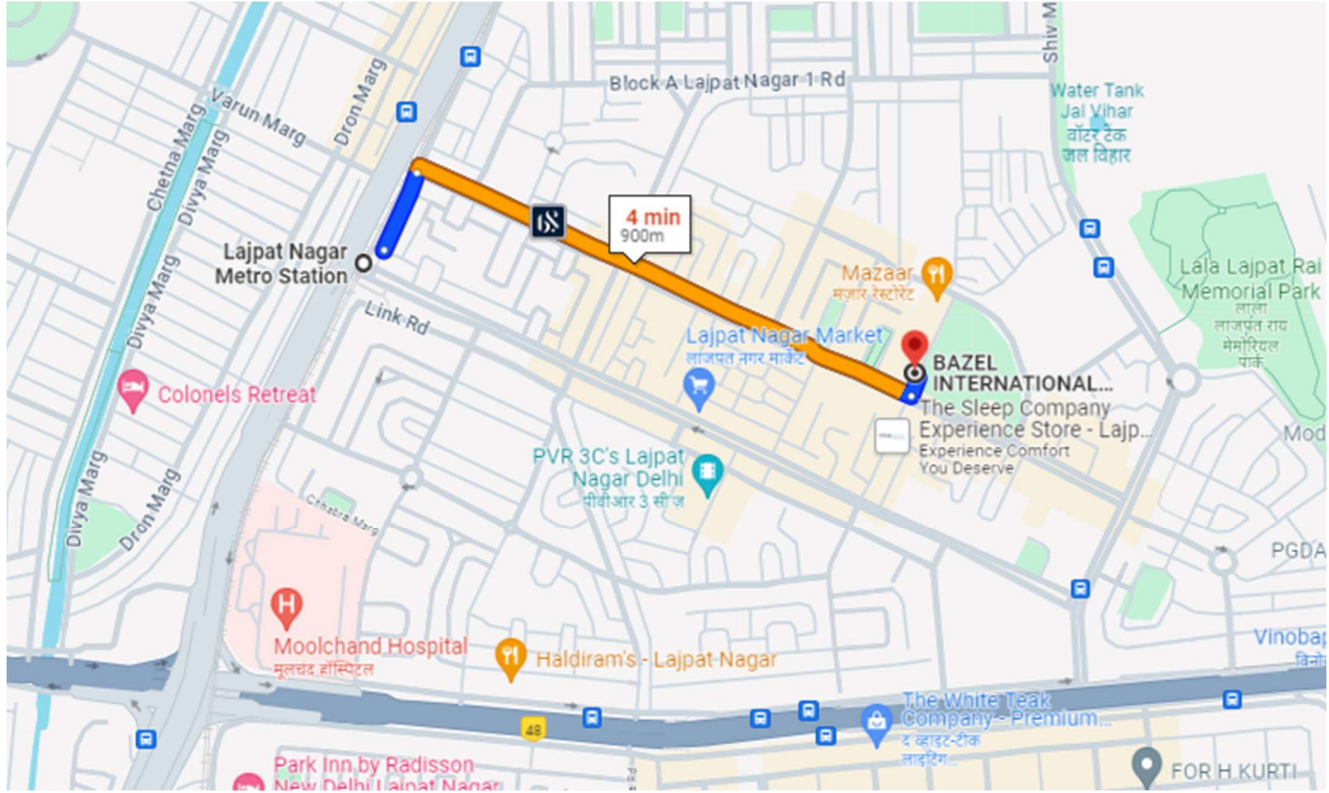 Varun Marg
Dron Marg
Chetna Marg
Divya Marg
Block A Lajpat Nagar 1 Rd
Shiv M
Water Tank
Jal Vihar
वॉटर टैंक
जल विहार
4 min
900m
Lajpat Nagar
Metro Station
Link Rd
Divya Marg
Mazaar
मज़ार रेस्टोरेंट
Lala Lajpat Rai
Memorial Park
लाला
लाजपत राय
मेमोरियल
पार्क
Lajpat Nagar Market
लाजपत नगर मार्केट
BAZEL
INTERNATIONAL...
The Sleep Company
Experience Store - Lajp...
Experience Comfort
You Deserve
Colonels Retreat
Mod
PVR 3C's Lajpat
Nagar Delhi
पीवीआर 3 सी ज़
Divya Marg
Dron Marg
Chhatra Marg
PGDA
H
Moolchand Hospital
मूलचंद हॉस्पिटल
Haldiram's - Lajpat Nagar
Vinobap
The White Teak
Company - Premium...
द व्हाइट-टीक
लाइटिंग...
48
Park Inn by Radisson
New Delhi Lajpat Nagar
FOR H KURTI